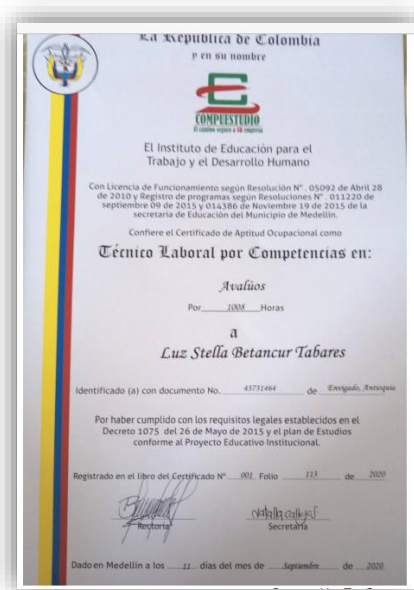 La República de Colombia
y en su nombre
COMPUESTUDIO
El camino seguro a tu empresa
El Instituto de Educación para el
Trabajo y el Desarrollo Humano
Con Licencia de Funcionamiento según Resolución N° . 05092 de Abril 28
de 2010 y Registro de programas según Resoluciones N° . 011220 de
septiembre 09 de 2015 y 014386 de Noviembre 19 de 2015 de la
secretaria de Educación del Municipio de Medellín.
Confiere el Certificado de Aptitud Ocupacional como
Técnico Laboral por Competencias en:
Avalúos
Por 1008 Horas
a
Luz Stella Betancur Tabares
Identificado (a) con documento No. 43731464 de Envigado, Antioquia
Por haber cumplido con los requisitos legales establecidos en el
Decreto 1075 del 26 de Mayo de 2015 y el plan de Estudios
conforme al Proyecto Educativo Institucional.
Registrado en el libro del Certificado N° 001 Folio 113 de 2020
Rectoría
Secretaría
Dado en Medellín a los 11 días del mes de Septiembre de 2020